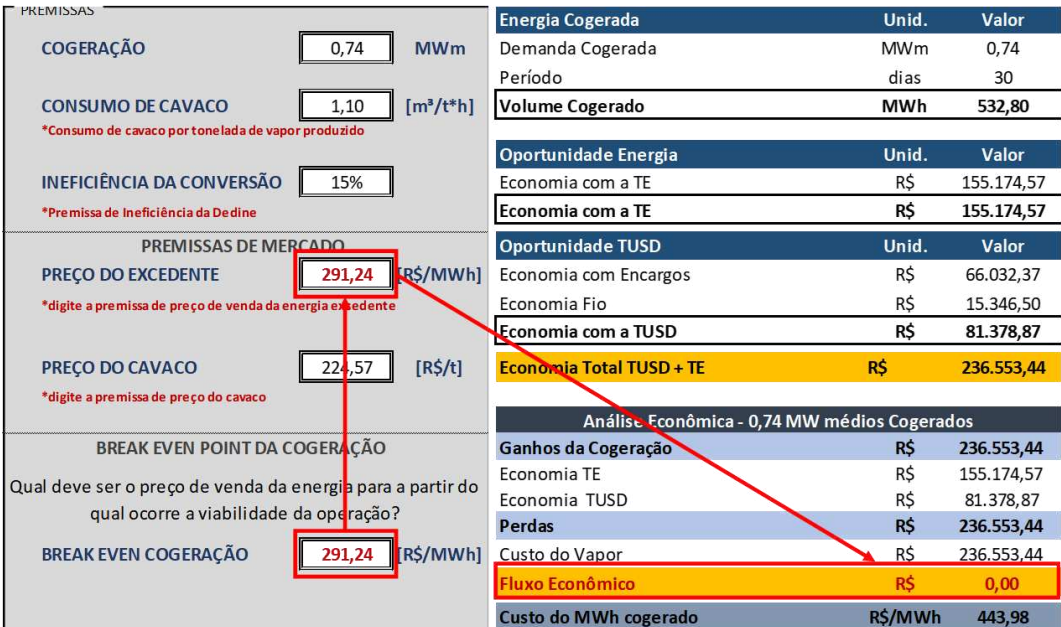 PREMISSAS
COGERAÇÃO 0,74 MWm
CONSUMO DE CAVACO 1,10 [m³/t*h]
*Consumo de cavaco por tonelada de vapor produzido
INEFICIÊNCIA DA CONVERSÃO 15%
*Premissa de Ineficiência da Dedine
PREMISSAS DE MERCADO
PREÇO DO EXCEDENTE 291,24 [R$/MWh]
*digite a premissa de preço de venda da energia excedente
PREÇO DO CAVACO 224,57 [R$/t]
*digite a premissa de preço do cavaco
BREAK EVEN POINT DA COGERAÇÃO
Qual deve ser o preço de venda da energia para a partir do
qual ocorre a viabilidade da operação?
BREAK EVEN COGERAÇÃO 291,24 [R$/MWh]
Energia Cogerada Unid. Valor
Demanda Cogerada MWm 0,74
Período dias 30
Volume Cogerado MWh 532,80
Oportunidade Energia Unid. Valor
Economia com a TE R$ 155.174,57
Economia com a TE R$ 155.174,57
Oportunidade TUSD Unid. Valor
Economia com Encargos R$ 66.032,37
Economia Fio R$ 15.346,50
Economia com a TUSD R$ 81.378,87
Economia Total TUSD + TE R$ 236.553,44
Análise Econômica - 0,74 MW médios Cogerados
Ganhos da Cogeração R$ 236.553,44
Economia TE R$ 155.174,57
Economia TUSD R$ 81.378,87
Perdas R$ 236.553,44
Custo do Vapor R$ 236.553,44
Fluxo Econômico R$ 0,00
Custo do MWh cogerado R$/MWh 443,98